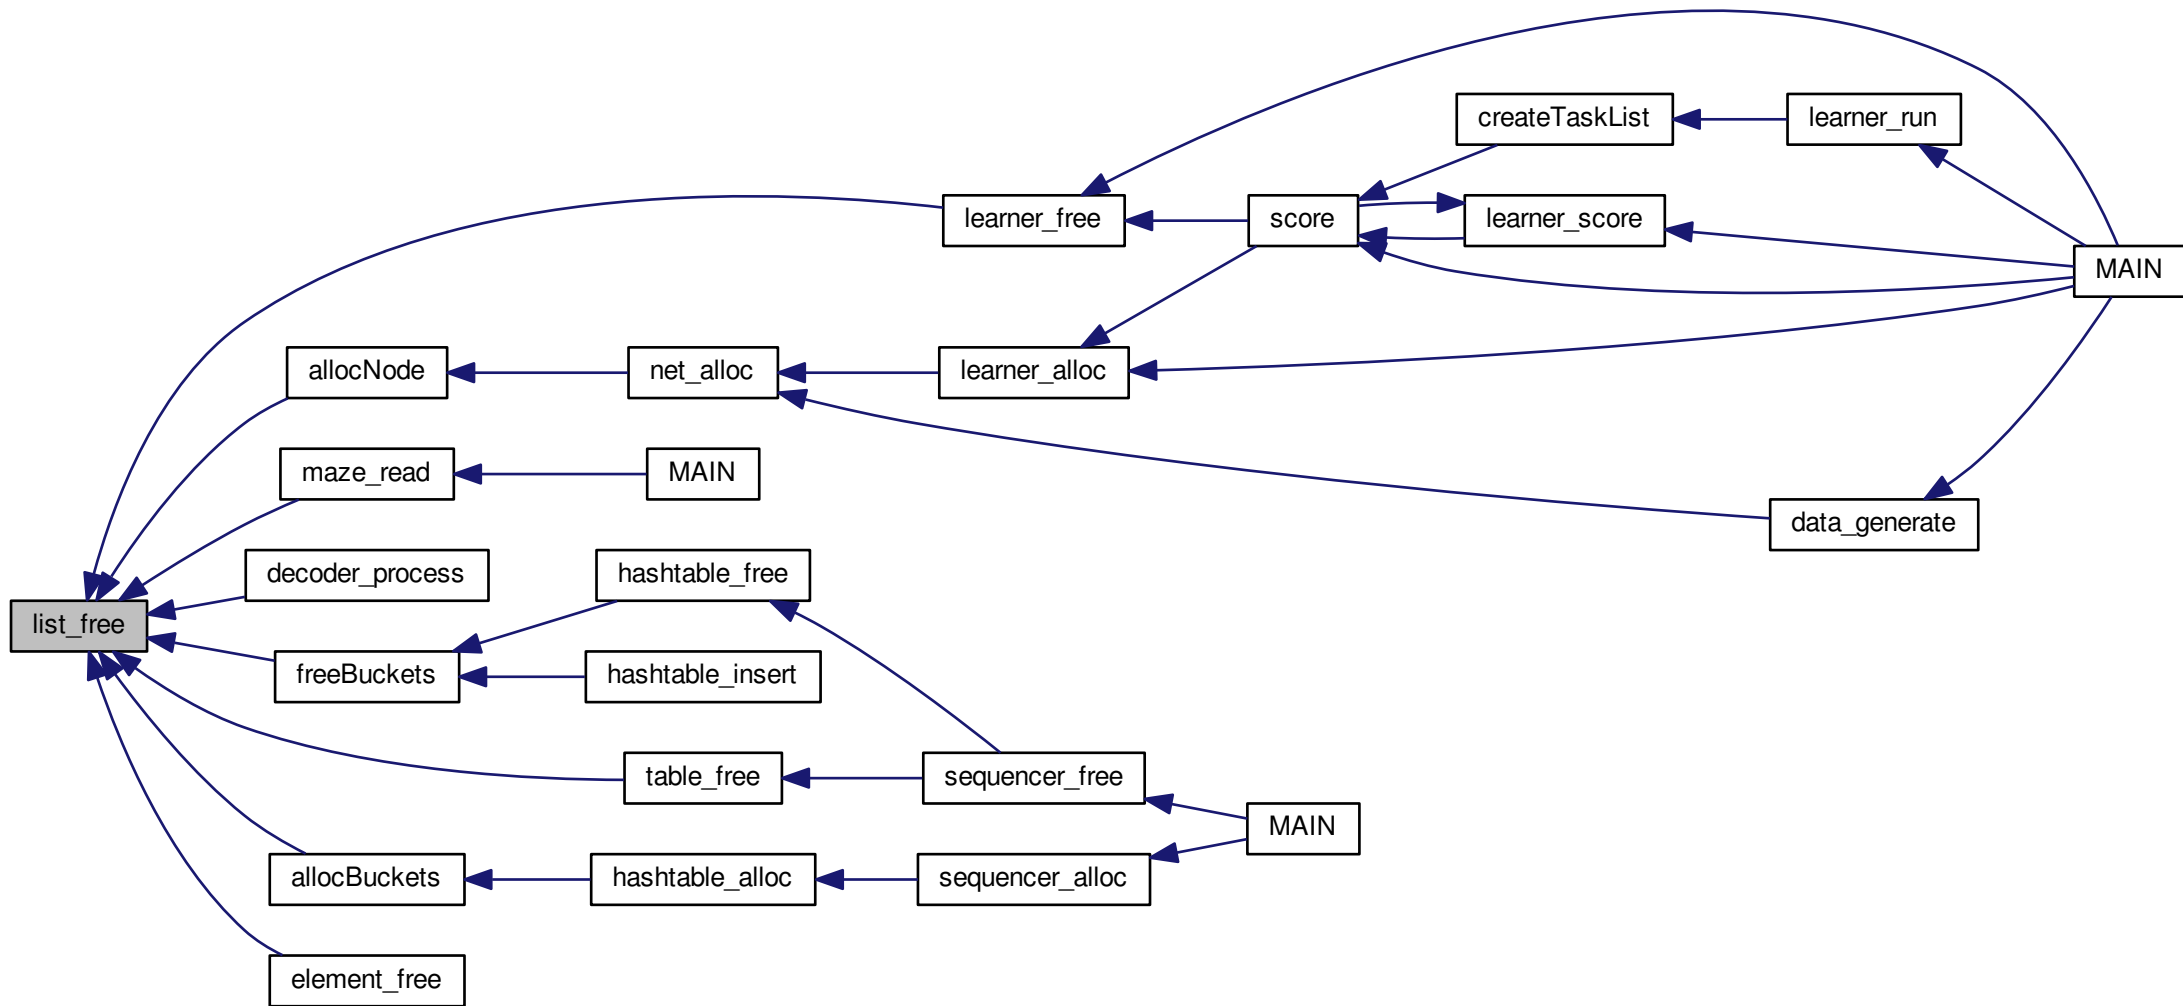 createTaskList
learner_run
learner_free
score
learner_score
MAIN
allocNode
net_alloc
learner_alloc
maze_read
MAIN
data_generate
decoder_process
hashtable_free
list_free
freeBuckets
hashtable_insert
table_free
sequencer_free
MAIN
allocBuckets
hashtable_alloc
sequencer_alloc
element_free